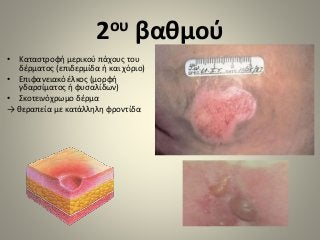 2ου βαθμού
• Καταστροφή μερικού πάχους του
δέρματος (επιδερμίδα ή και χόριο)
• Επιφανειακό έλκος (μορφή
γδαρσίματος ή φυσαλίδων)
• Σκοτεινόχρωμο δέρμα
→ θεραπεία με κατάλληλη φροντίδα